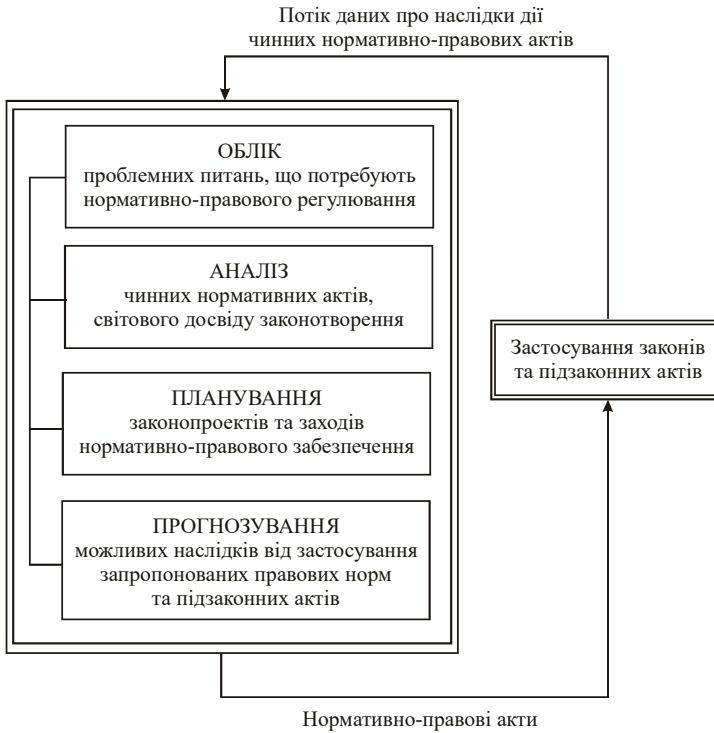 Потік даних про наслідки дії
чинних нормативно-правових актів
ОБЛІК
проблемних питань, що потребують
нормативно-правового регулювання
АНАЛІЗ
чинних нормативних актів,
світового досвіду законотворення
ПЛАНУВАННЯ
законопроектів та заходів
нормативно-правового забезпечення
ПРОГНОЗУВАННЯ
можливих наслідків від застосування
запропонованих правових норм
та підзаконних актів
Застосування законів
та підзаконних актів
Нормативно-правові акти